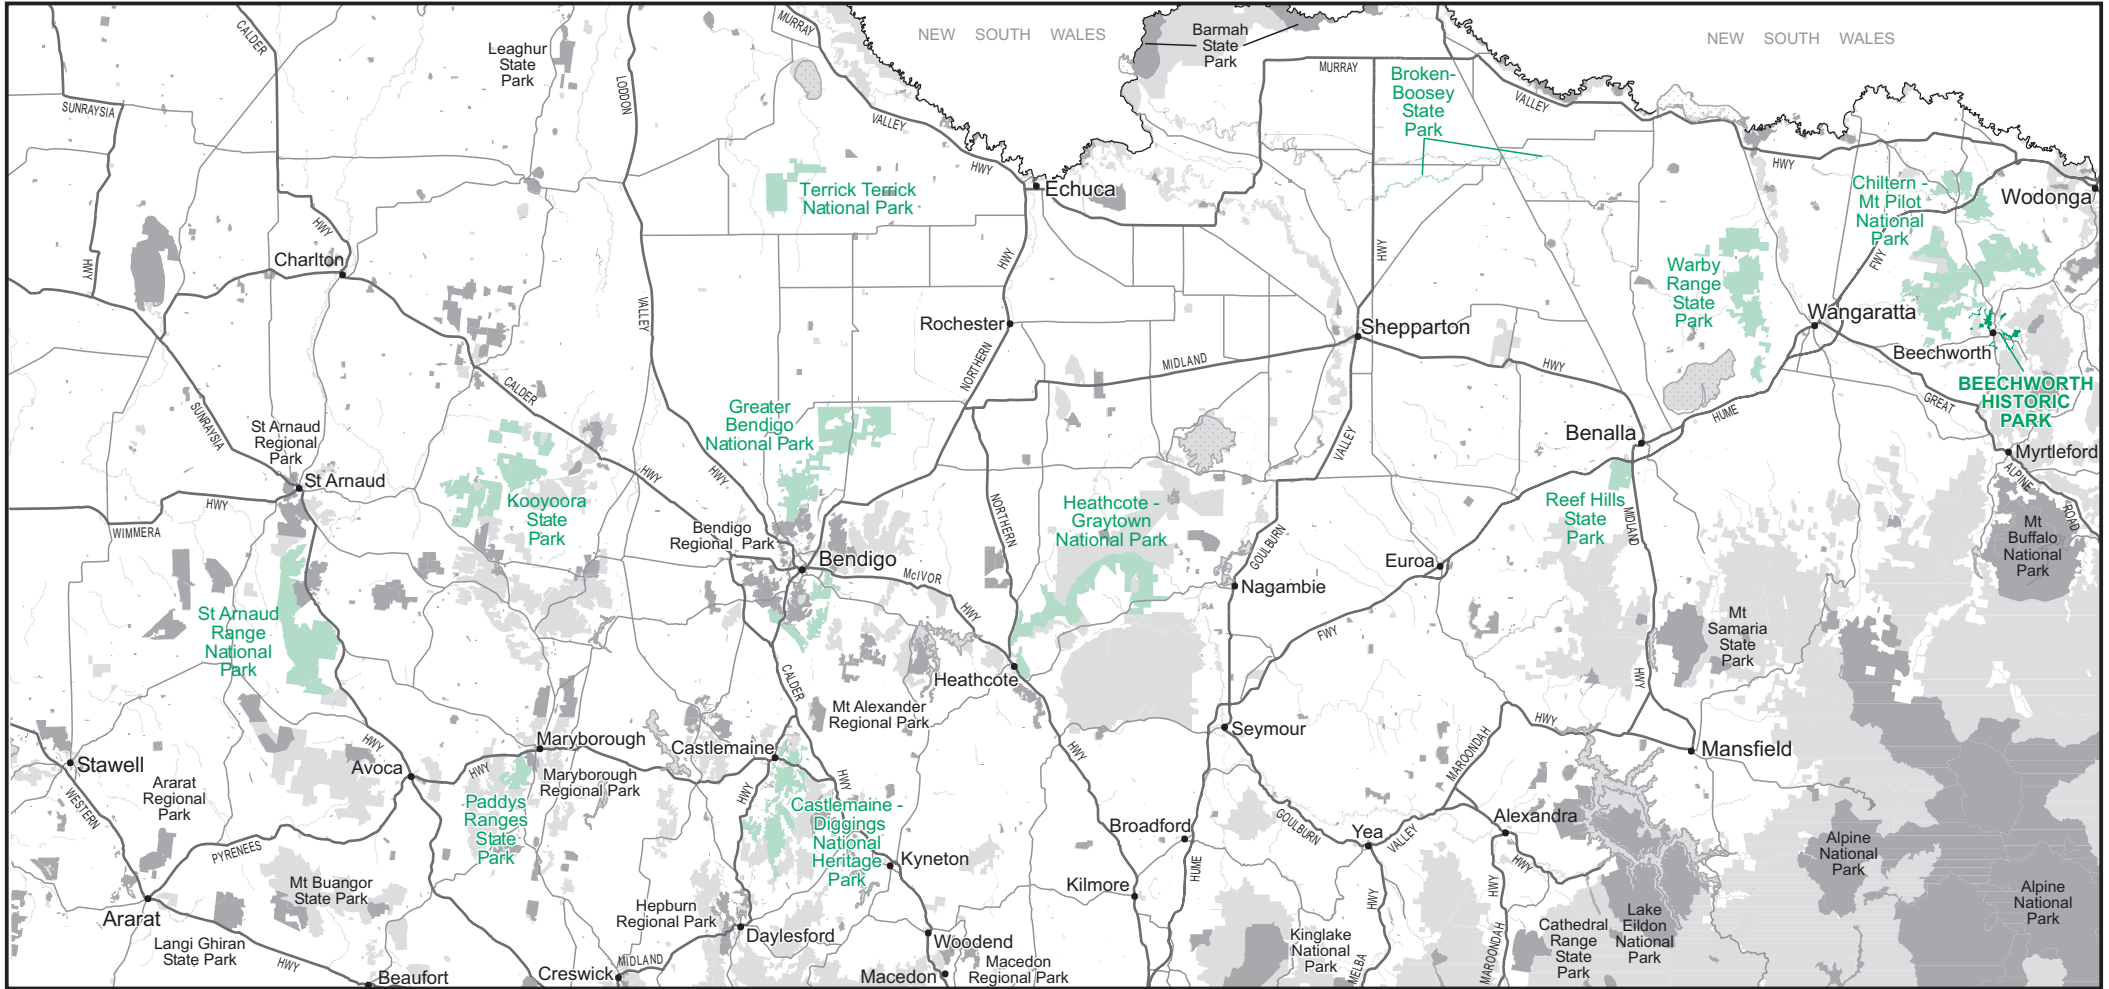 NEW SOUTH WALES
NEW SOUTH WALES
CALDER
Leaghur
State
Park
LODDON
MURRAY
Barmah
State
Park
MURRAY
Broken-
Boosey
State
Park
VALLEY
SUNRAYSIA
VALLEY
HWY
HWY
Terrick Terrick
National Park
Echuca
Chiltern -
Mt Pilot
National
Park
Wodonga
HWY
Charlton
HWY
HWY
HWY
FWY
Warby
Range
State
Park
VALLEY
Rochester
Shepparton
Wangaratta
Beechworth
BEECHWORTH
HISTORIC
PARK
MIDLAND
HWY
NORTHERN
CALDER
SUNRAYSIA
GREAT
HUME
Greater
Bendigo
National Park
St Arnaud
Regional
Park
VALLEY
Benalla
Myrtleford
ALPINE
ROAD
St Arnaud
HWY
HWY
HWY
WIMMERA
Kooyoora
State
Park
Heathcote -
Graytown
National Park
NORTHERN
Reef Hills
State
Park
MIDLAND
Bendigo
Regional Park
Bendigo
GOULBURN
Mt
Buffalo
National
Park
Euroa
McIVOR
Nagambie
HWY
St Arnaud
Range
National
Park
Mt
Samaria
State
Park
FWY
Heathcote
HWY
CALDER
Mt Alexander
Regional Park
HWY
Seymour
HWY
Maryborough
Castlemaine
HWY
Mansfield
Stawell
Avoca
HWY
Maryborough
Regional Park
MAROONDAH
Ararat
Regional
Park
WESTERN
Paddys
Ranges
State
Park
HWY
HWY
Castlemaine -
Diggings
National
Heritage
Park
Broadford
GOULBURN
Yea
VALLEY
Alexandra
Alpine
National
Park
PYRENEES
Kyneton
HUME
HWY
HWY
HWY
Mt Buangor
State Park
Kilmore
Alpine
National
Park
Ararat
Hepburn
Regional Park
Daylesford
Woodend
Kinglake
National
Park
Cathedral
Range
State
Park
Lake
Eildon
National
Park
Langi Ghiran
State Park
HWY
Beaufort
Creswick
MIDLAND
Macedon
Macedon
Regional Park
MELBA
MAROONDAH